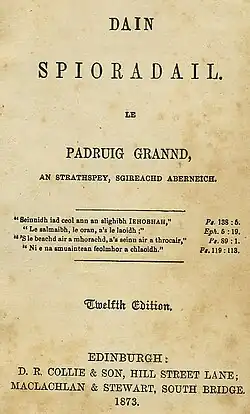 DAIN
SPIORADAIL.
LE
PADRUIG GRANND,
AN STRATHSPEY, SGIREACHD ABERNEICH.
"Seinnidh iad ceol ann an slighibh IEHOBHAH," Ps. 138 : 5.
"Le salmaibh, le oran, a's le laoidh ;" Eph. 5 : 19.
"'S le beachd air a mhorachd, a's seinn air a throcair," Ps. 89 : 1.
"Ni e na smuaintean feolmhor a chlaoidh." Ps. 119 : 113.
Twelfth Edition.
EDINBURGH:
D. R. COLLIE & SON, HILL STREET LANE;
MACLACHLAN & STEWART, SOUTH BRIDGE.
1873.